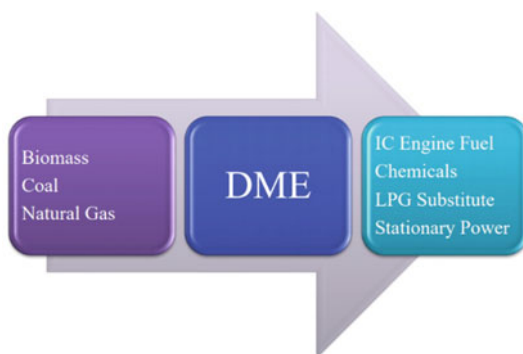 Biomass
Coal
Natural Gas
DME
IC Engine Fuel
Chemicals
LPG Substitute
Stationary Power